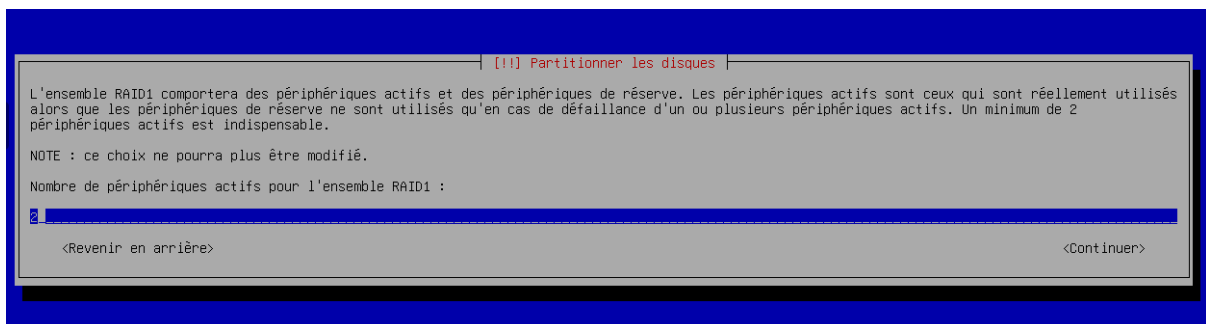 [!!] Partitionner les disques
L'ensemble RAID1 comportera des périphériques actifs et des périphériques de réserve. Les périphériques actifs sont ceux qui sont réellement utilisés
alors que les périphériques de réserve ne sont utilisés qu'en cas de défaillance d'un ou plusieurs périphériques actifs. Un minimum de 2
périphériques actifs est indispensable.
NOTE : ce choix ne pourra plus être modifié.
Nombre de périphériques actifs pour l'ensemble RAID1 :
2
<Revenir en arrière> <Continuer>